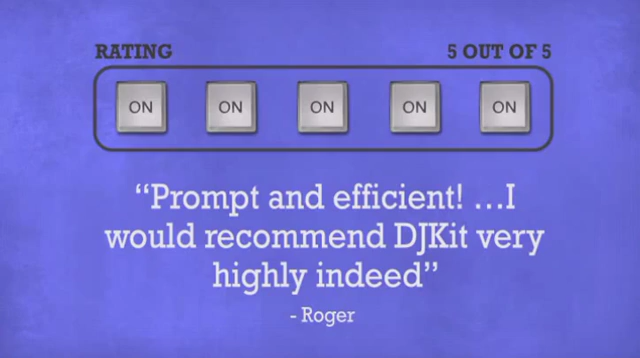 RATING 5 OUT OF 5
ON ON ON ON ON
“Prompt and efficient! …I
would recommend DJKit very
highly indeed”
- Roger